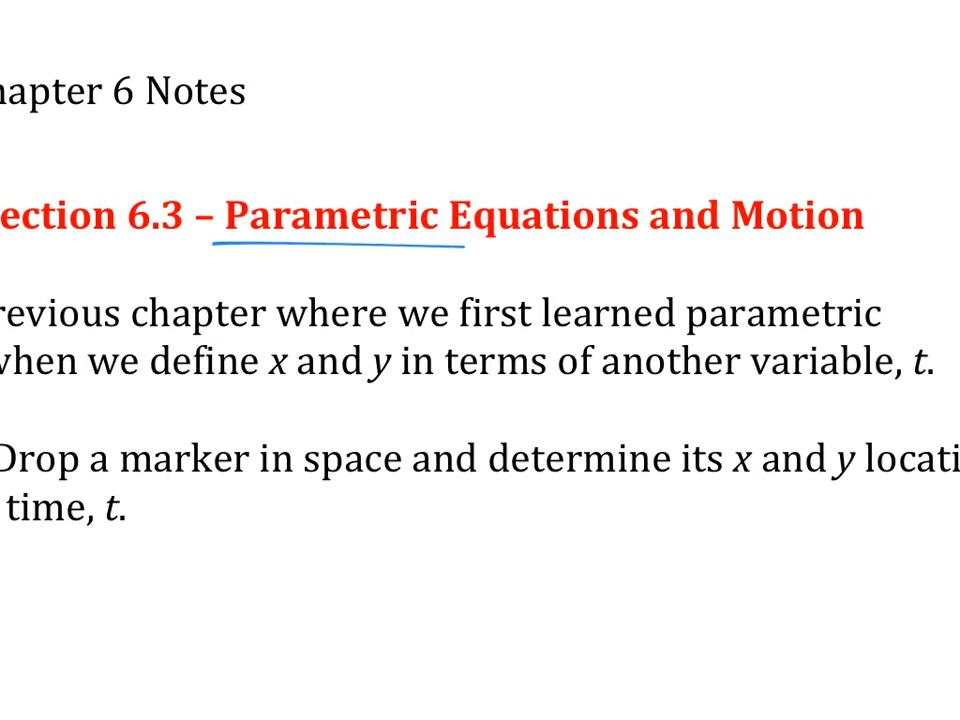 hapter 6 Notes
ection 6.3 – Parametric Equations and Motion
revious chapter where we first learned parametric
when we define x and y in terms of another variable, t.
Drop a marker in space and determine its x and y locati
time, t.